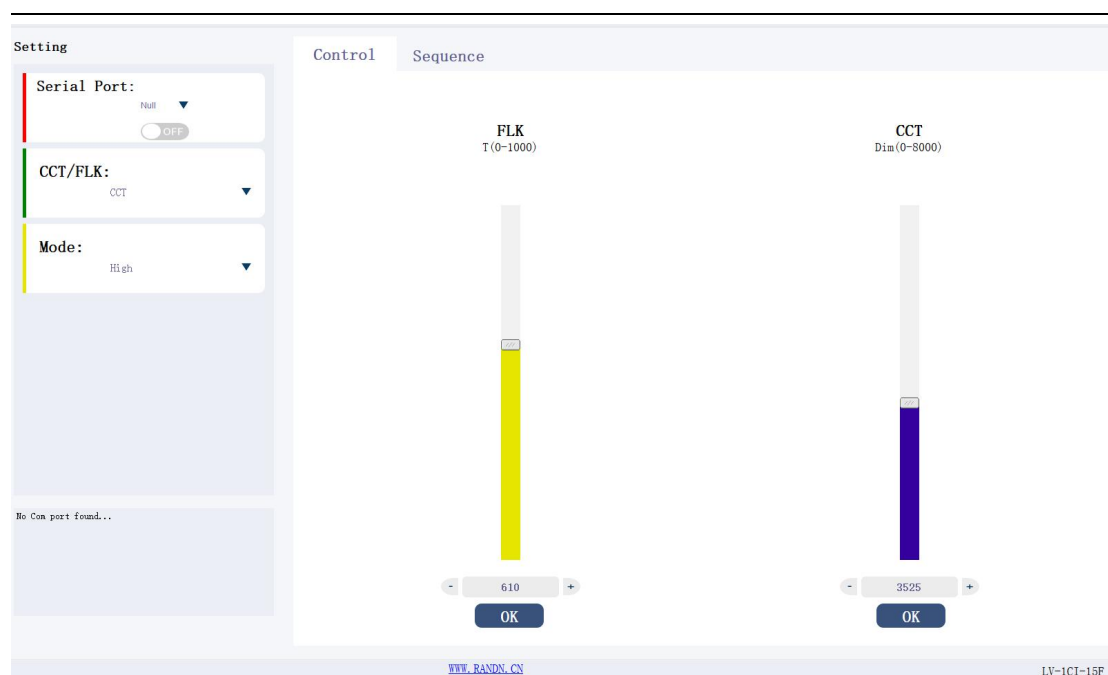 Setting
Serial Port:
Null
OFF
CCT/FLK:
CCT
Mode:
High
No Com port found...
Control Sequence
FLK
T(0-1000)
CCT
Dim(0-8000)
- 610 +
OK
- 3525 +
OK
WWW.RANDN.CN
LV-1CI-15F